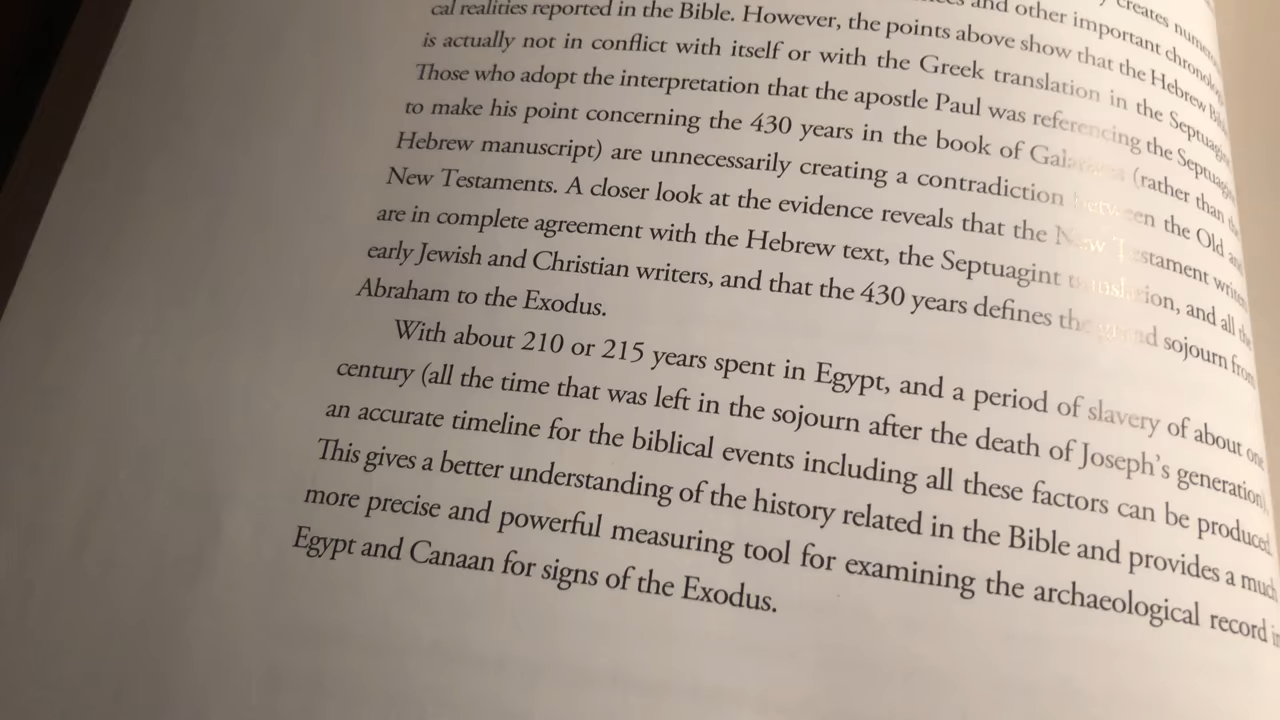 creates
and other important
cal realities reported in the Bible. However, the points above show that the Hebrew
is actually not in conflict with itself or with the Greek translation in the
Those who adopt the interpretation that the apostle Paul was referencing the
to make his point concerning the 430 years in the book of (rather than
Hebrew manuscript) are unnecessarily creating a contradiction between the Old
New Testaments. A closer look at the evidence reveals that the New Testament
are in complete agreement with the Hebrew text, the Septuagint translation, and all
early Jewish and Christian writers, and that the 430 years defines the sojourn from
Abraham to the Exodus.
With about 210 or 215 years spent in Egypt, and a period of slavery of about one
century (all the time that was left in the sojourn after the death of Joseph's generation),
an accurate timeline for the biblical events including all these factors can be produced.
This gives a better understanding of the history related in the Bible and provides a much
more precise and powerful measuring tool for examining the archaeological record in
Egypt and Canaan for signs of the Exodus.